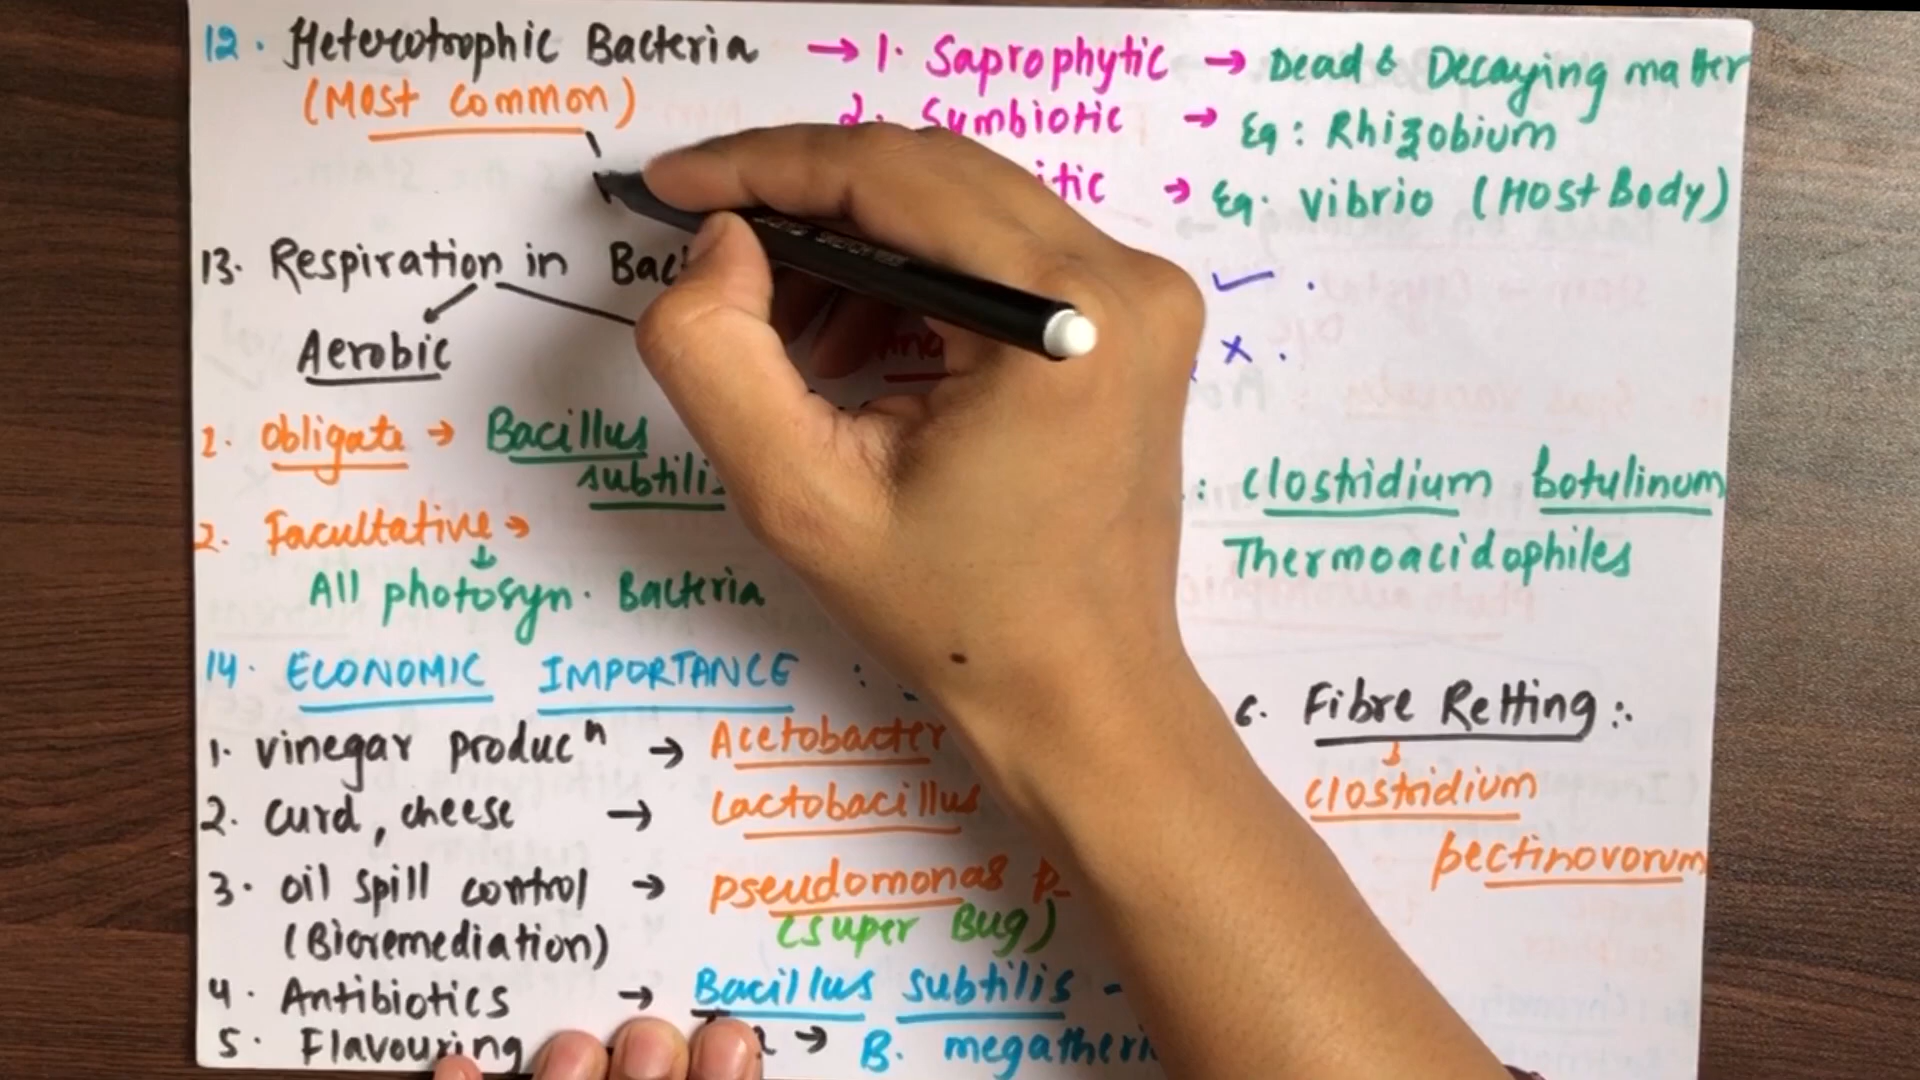 12. Heterotrophic Bacteria → 1. Saprophytic → Dead & Decaying matter
(Most common)
2. Symbiotic → Eg: Rhizobium
→ Eg. Vibrio (Host Body)
13. Respiration in
✓ .
Aerobic
x .
1. Obligate → Bacillus
subtilis
: Clostridium botulinum
2. Facultative →
↓
Thermoacidophiles
All photosyn. Bacteria
14. ECONOMIC IMPORTANCE :
1. Vinegar producⁿ → Acetobacter
2. Curd, cheese → Lactobacillus
3. Oil spill control → Pseudomonas p
(Bioremediation) (Super Bug)
4. Antibiotics → Bacillus subtilis -
5. Flavouring → B.
6. Fibre Retting :.
↓
Clostridium
pectinovorum